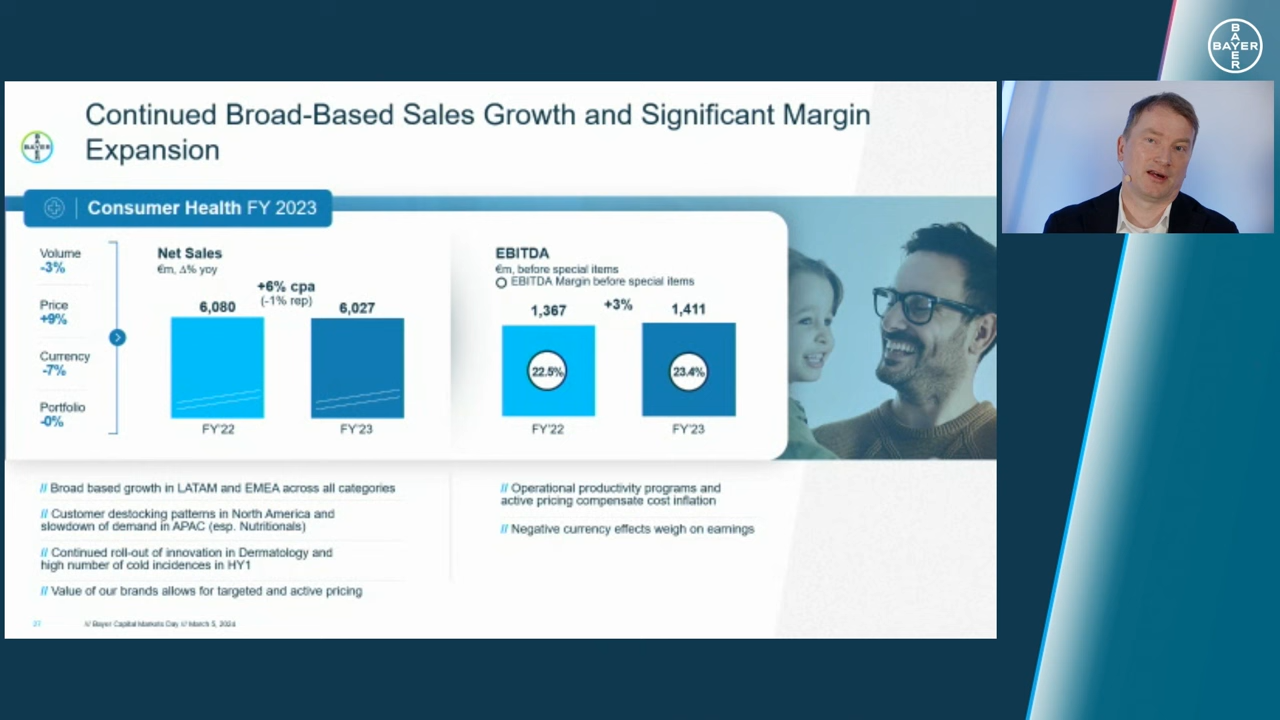 BAYER
BAYER
Continued Broad-Based Sales Growth and Significant Margin
Expansion
BAYER
BAYER
Consumer Health FY 2023
Volume
-3%
Price
+9%
Currency
-7%
Portfolio
-0%
Net Sales
€m, Δ% yoy
+6% cpa
(-1% rep)
6,080
6,027
FY'22
FY'23
EBITDA
€m, before special items
EBITDA Margin before special items
1,367
+3%
1,411
22.5%
23.4%
FY'22
FY'23
// Broad based growth in LATAM and EMEA across all categories
// Customer destocking patterns in North America and
slowdown of demand in APAC (esp. Nutritionals)
// Continued roll-out of innovation in Dermatology and
high number of cold incidences in HY1
// Value of our brands allows for targeted and active pricing
// Operational productivity programs and
active pricing compensate cost inflation
// Negative currency effects weigh on earnings
27
/// Bayer Capital Markets Day /// March 5, 2024